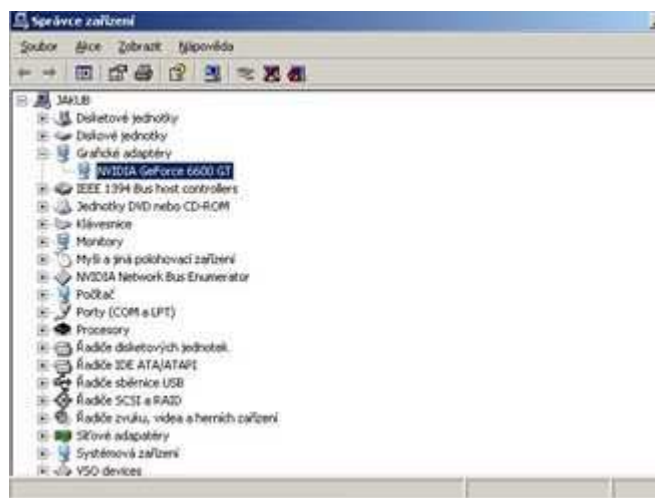 Správce zařízení
Soubor Akce Zobrazit Nápověda
JAKUB
Disketové jednotky
Diskové jednotky
Grafické adaptéry
NVIDIA GeForce 6600 GT
IEEE 1394 Bus host controllers
Jednotky DVD nebo CD-ROM
Klávesnice
Monitory
Myši a jiná polohovací zařízení
NVIDIA Network Bus Enumerator
Počítač
Porty (COM a LPT)
Procesory
Řadiče disketových jednotek
Řadiče IDE ATA/ATAPI
Řadiče sběrnice USB
Řadiče SCSI a RAID
Řadiče zvuku, videa a herních zařízení
Síťové adaptéry
Systémová zařízení
VSO devices